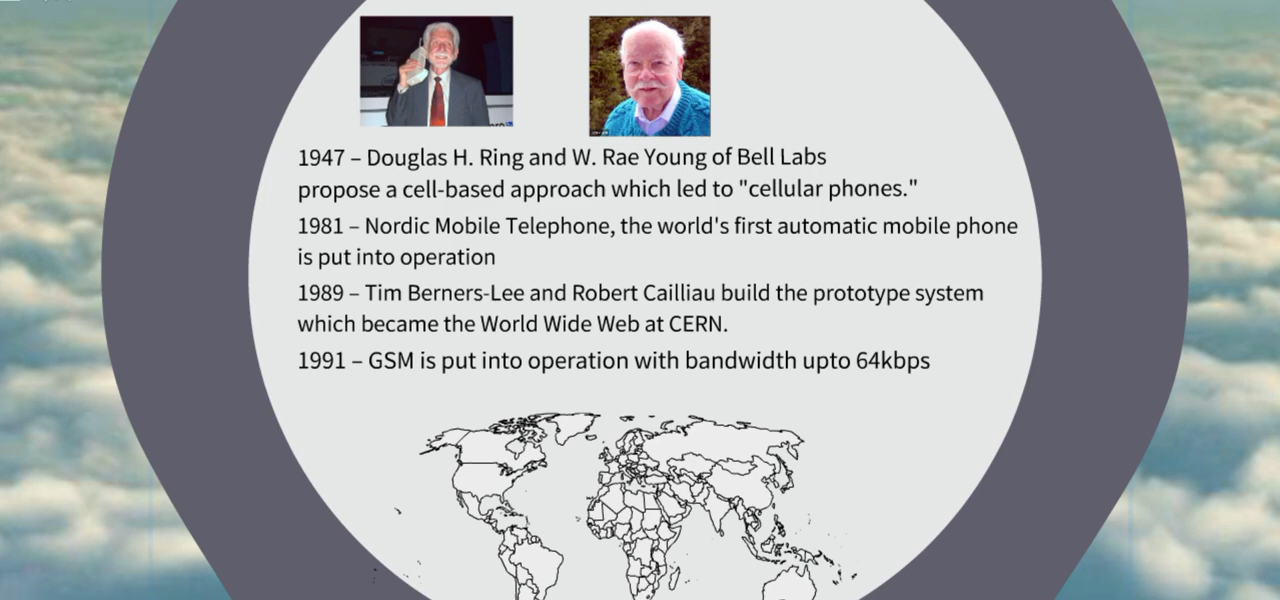 1947 – Douglas H. Ring and W. Rae Young of Bell Labs
propose a cell-based approach which led to "cellular phones."
1981 – Nordic Mobile Telephone, the world's first automatic mobile phone
is put into operation
1989 – Tim Berners-Lee and Robert Cailliau build the prototype system
which became the World Wide Web at CERN.
1991 – GSM is put into operation with bandwidth upto 64kbps